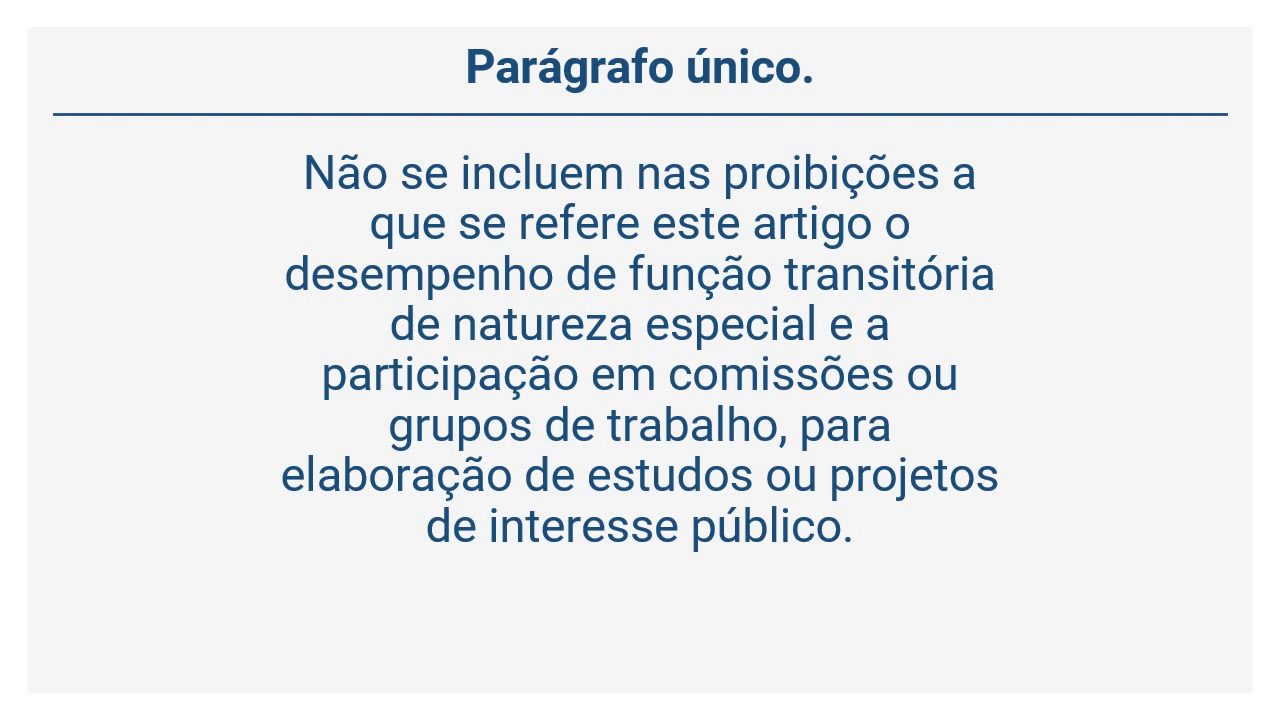 Parágrafo único.
Não se incluem nas proibições a
que se refere este artigo o
desempenho de função transitória
de natureza especial e a
participação em comissões ou
grupos de trabalho, para
elaboração de estudos ou projetos
de interesse público.